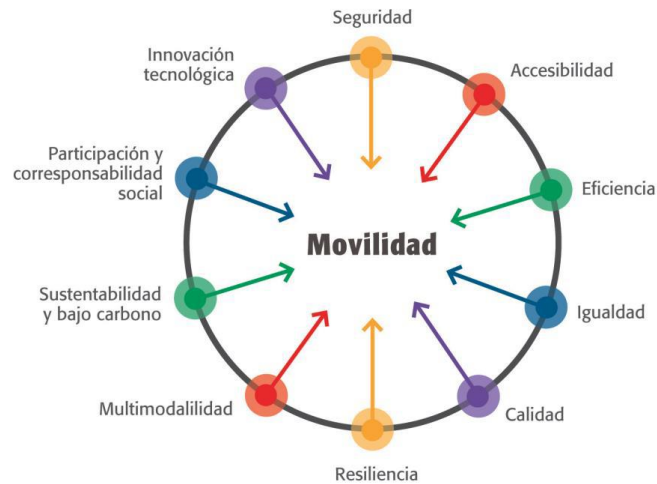 Seguridad
Innovación
tecnológica
Accesibilidad
Participación y
corresponsabilidad
social
Eficiencia
Movilidad
Sustentabilidad
y bajo carbono
Igualdad
Multimodalilidad
Calidad
Resiliencia